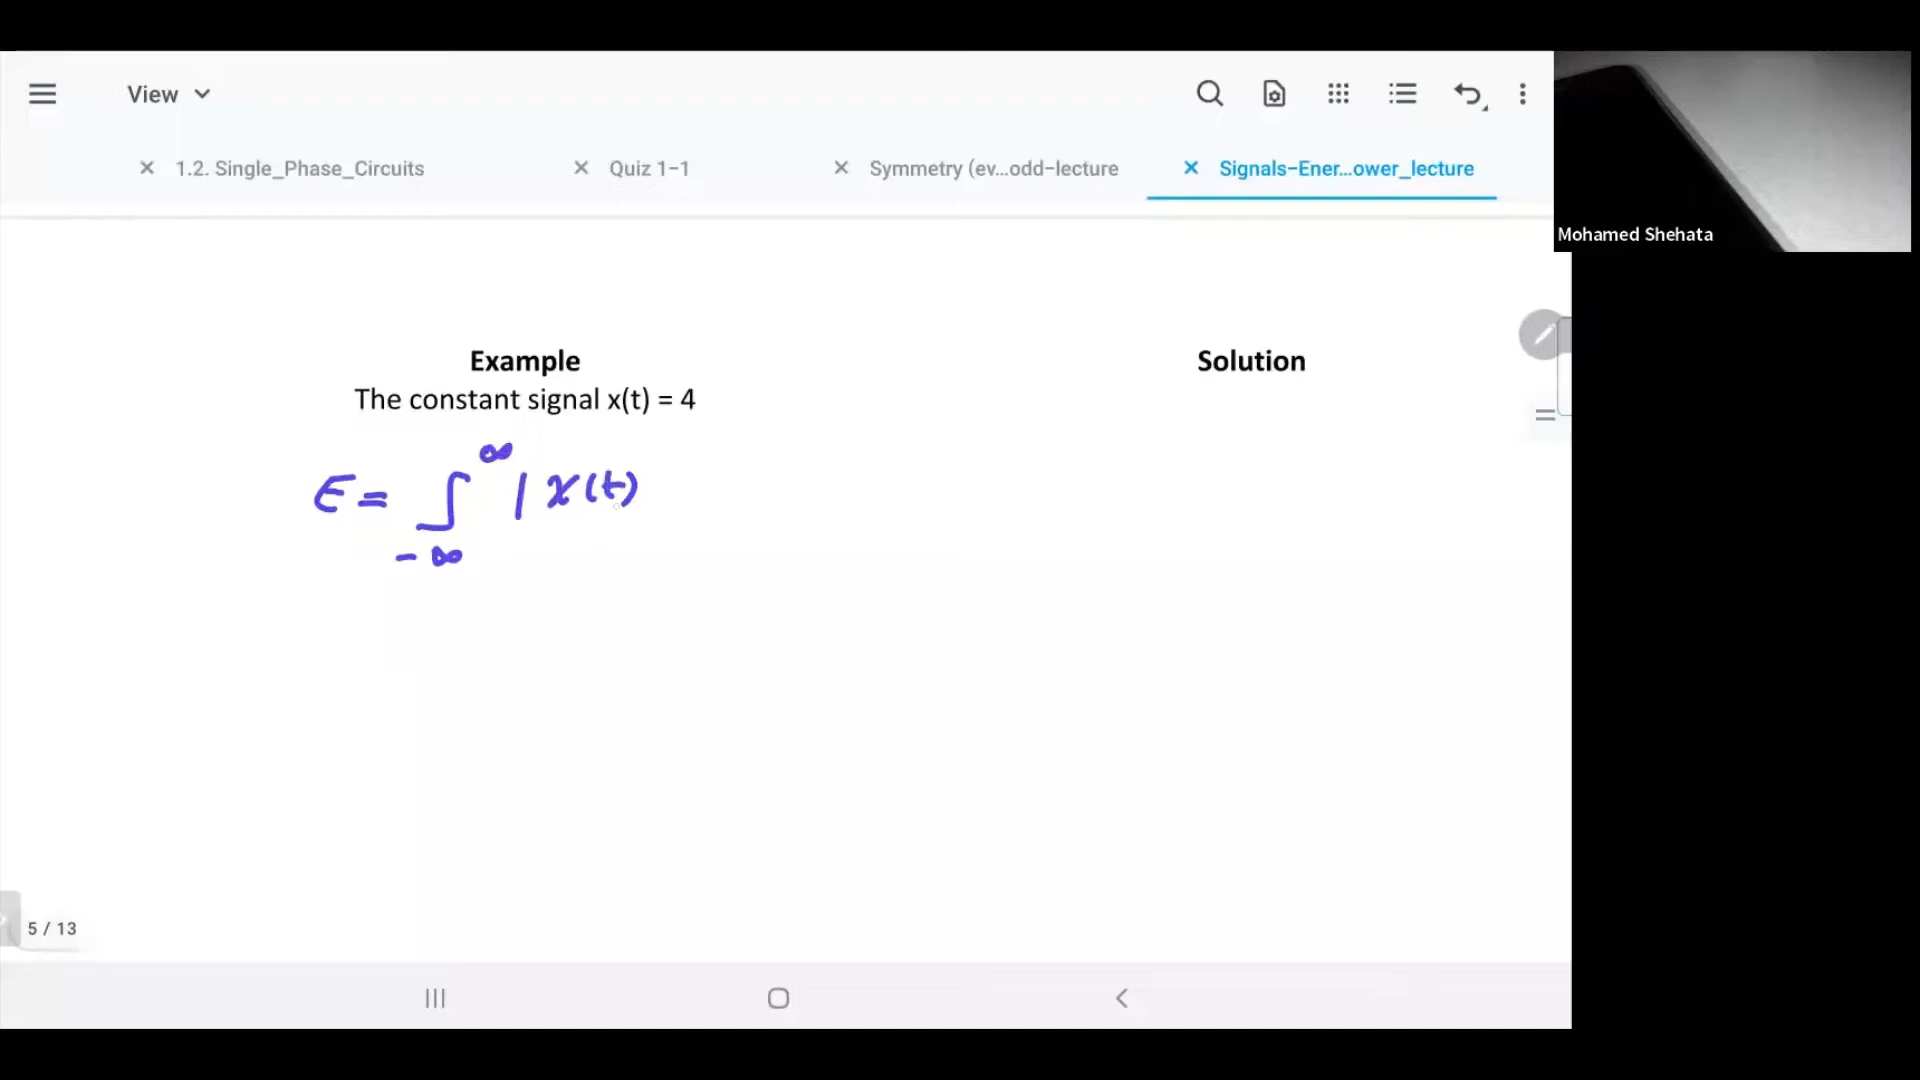 View
1.2. Single_Phase_Circuits
Quiz 1-1
Symmetry (ev...odd-lecture
Signals-Ener...ower_lecture
Mohamed Shehata
Example
Solution
The constant signal x(t) = 4
E = ∫_{-∞}^{∞} | x(t)
5 / 13